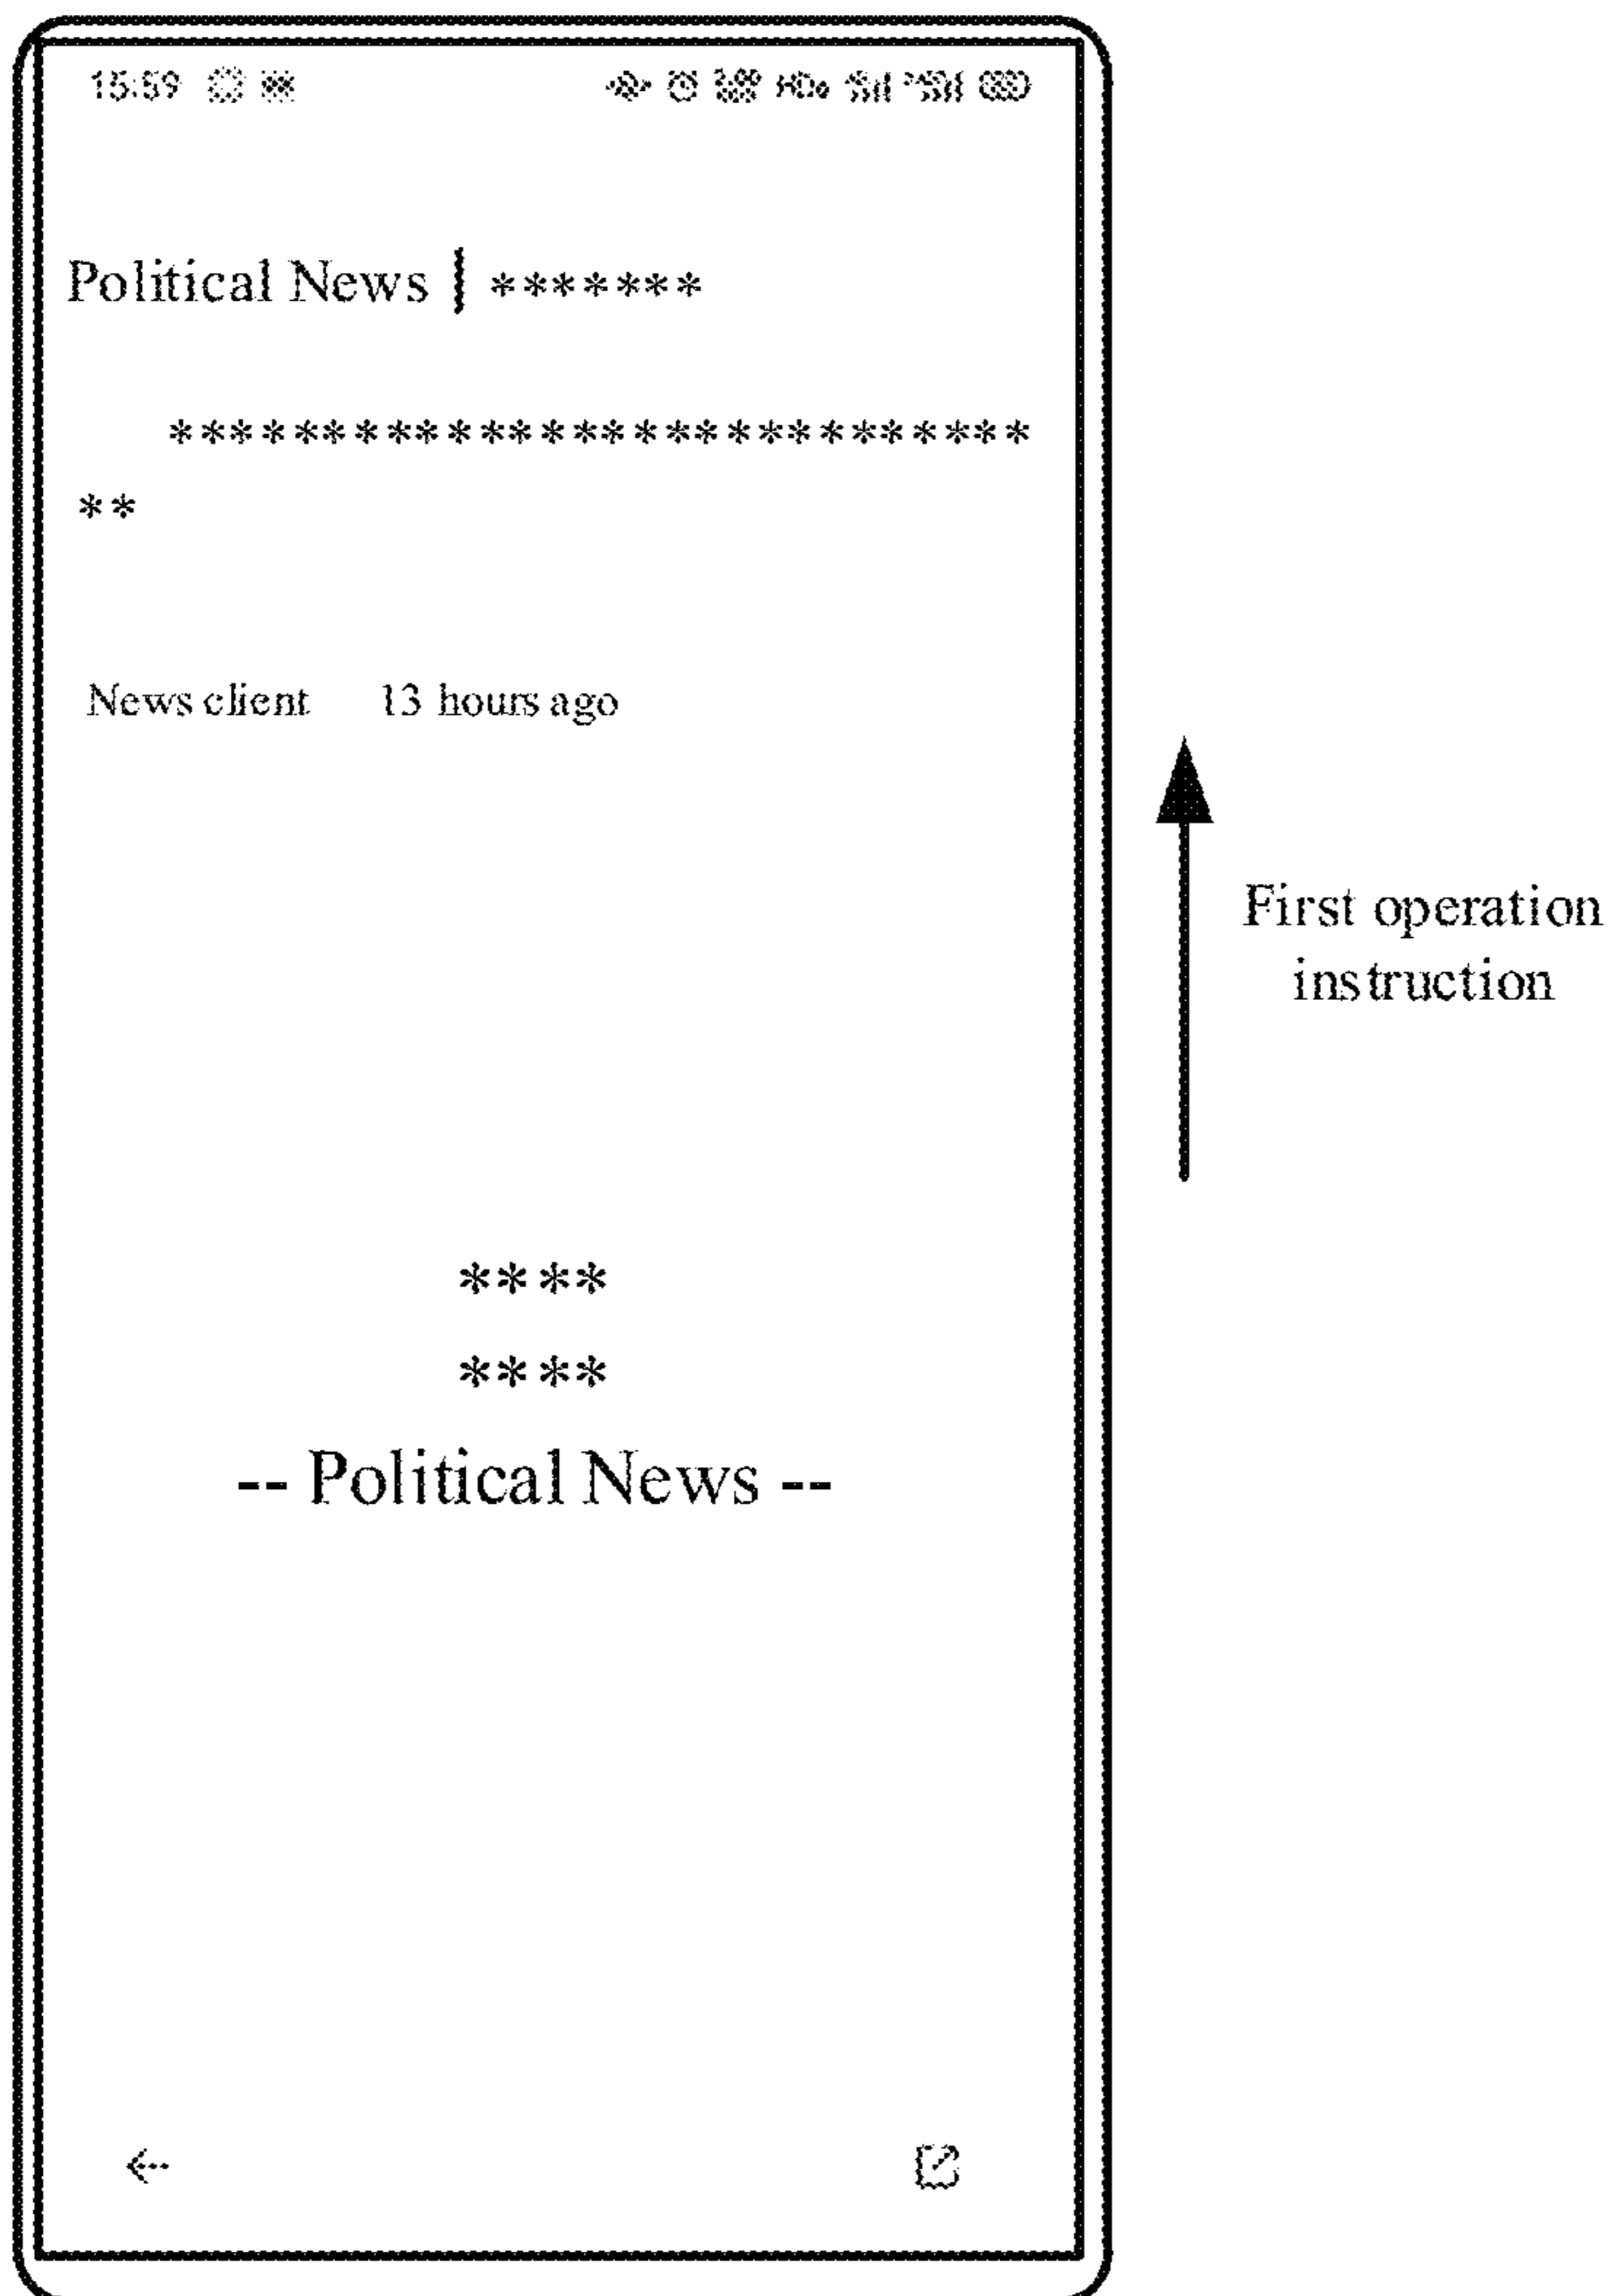 15:59
Political News | *******
****************************
**
News client 13 hours ago
First operation
instruction
****
****
-- Political News --